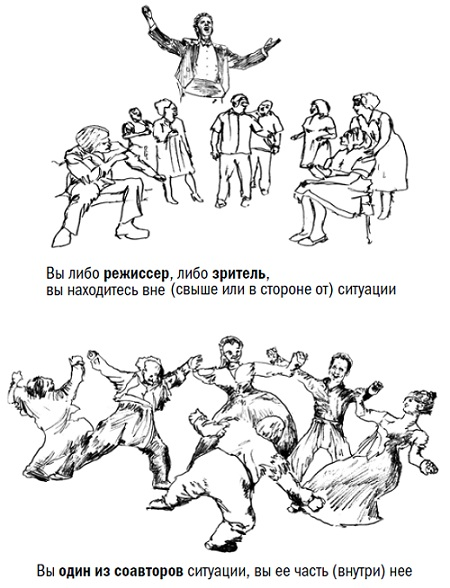 Вы либо режиссер, либо зритель,
вы находитесь вне (свыше или в стороне от) ситуации
Вы один из соавторов ситуации, вы ее часть (внутри) нее